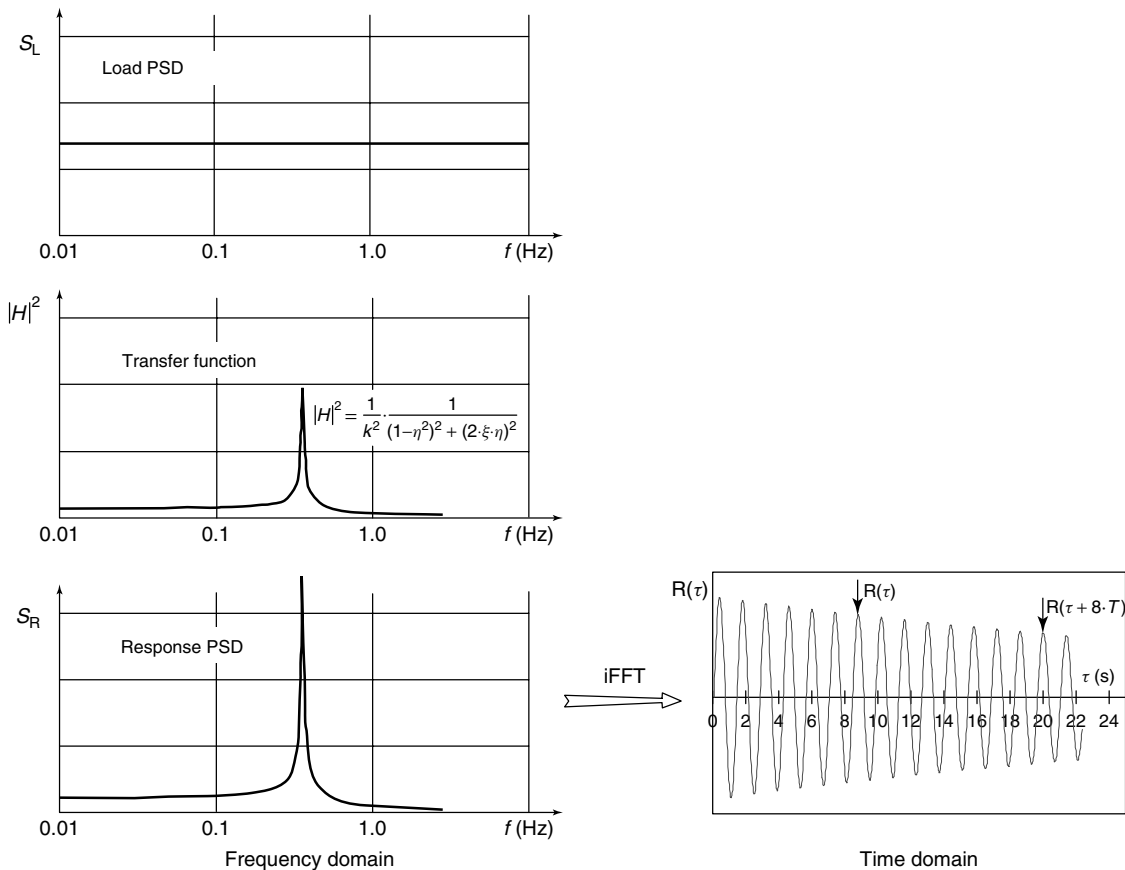 S_L
Load PSD
0.01 0.1 1.0 f (Hz)
|H|^2
Transfer function
|H|^2 = 1/k^2 · 1/((1–η^2)^2 + (2·ξ·η)^2)
0.01 0.1 1.0 f (Hz)
S_R
Response PSD
0.01 0.1 1.0 f (Hz)
Frequency domain
iFFT
R(τ)
R(τ)
R(τ + 8·T)
τ (s)
0 2 4 6 8 10 12 14 16 18 20 22 24
Time domain